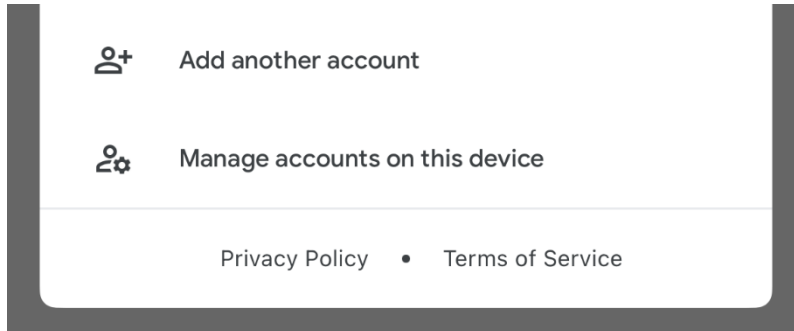 Add another account
Manage accounts on this device
Privacy Policy • Terms of Service